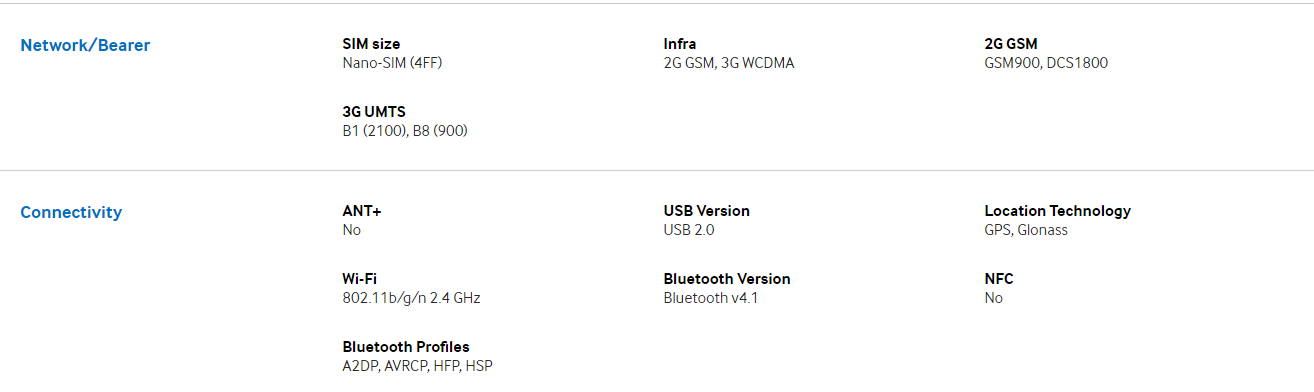 Network/Bearer
SIM size
Nano-SIM (4FF)
Infra
2G GSM, 3G WCDMA
2G GSM
GSM900, DCS1800
3G UMTS
B1 (2100), B8 (900)
Connectivity
ANT+
No
USB Version
USB 2.0
Location Technology
GPS, Glonass
Wi-Fi
802.11b/g/n 2.4 GHz
Bluetooth Version
Bluetooth v4.1
NFC
No
Bluetooth Profiles
A2DP, AVRCP, HFP, HSP